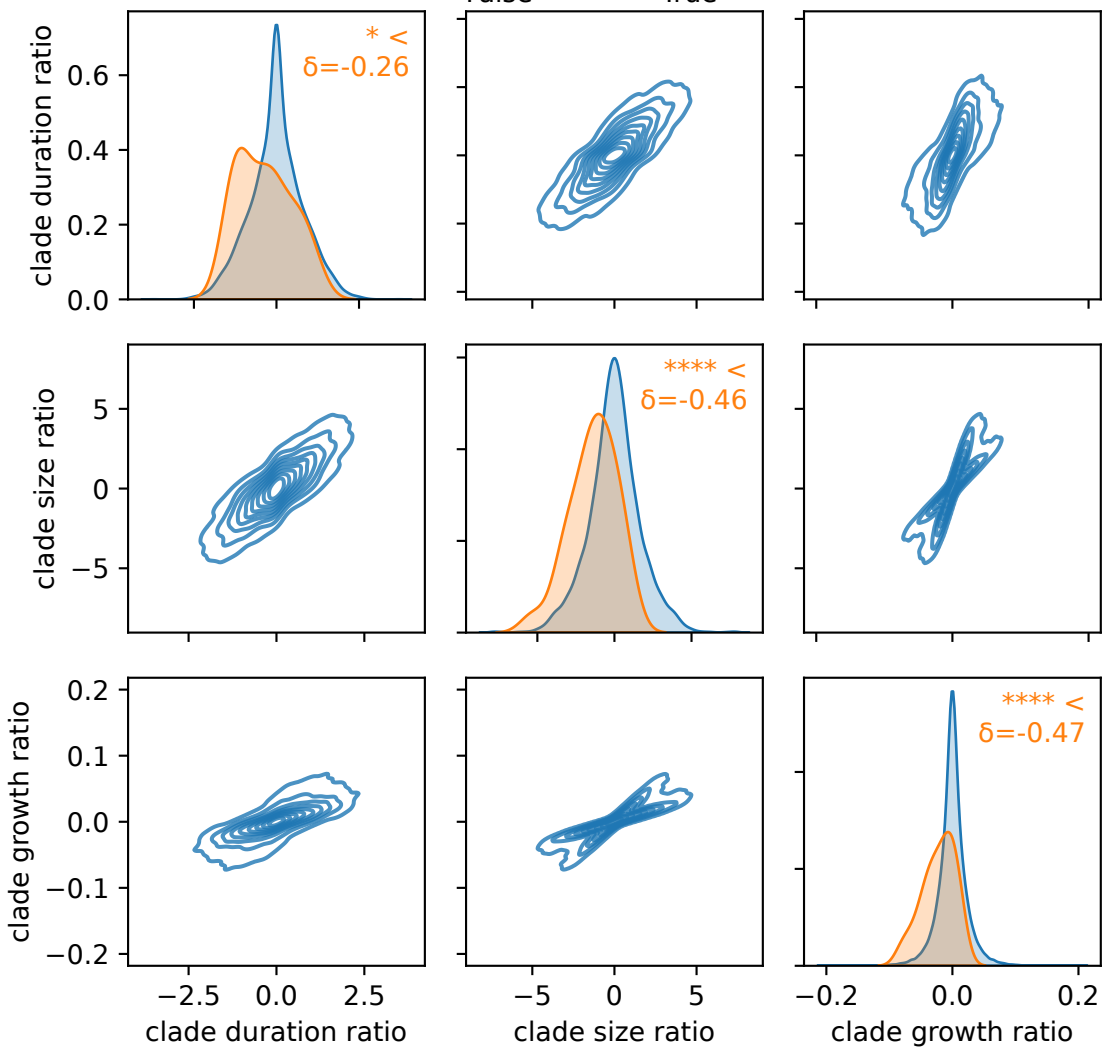 clade duration ratio
0.6
0.4
0.2
0.0
* <
δ=-0.26
clade size ratio
5
0
−5
**** <
δ=-0.46
clade growth ratio
0.2
0.1
0.0
−0.1
−0.2
**** <
δ=-0.47
−2.5 0.0 2.5
−5 0 5
−0.2 0.0 0.2
clade duration ratio
clade size ratio
clade growth ratio